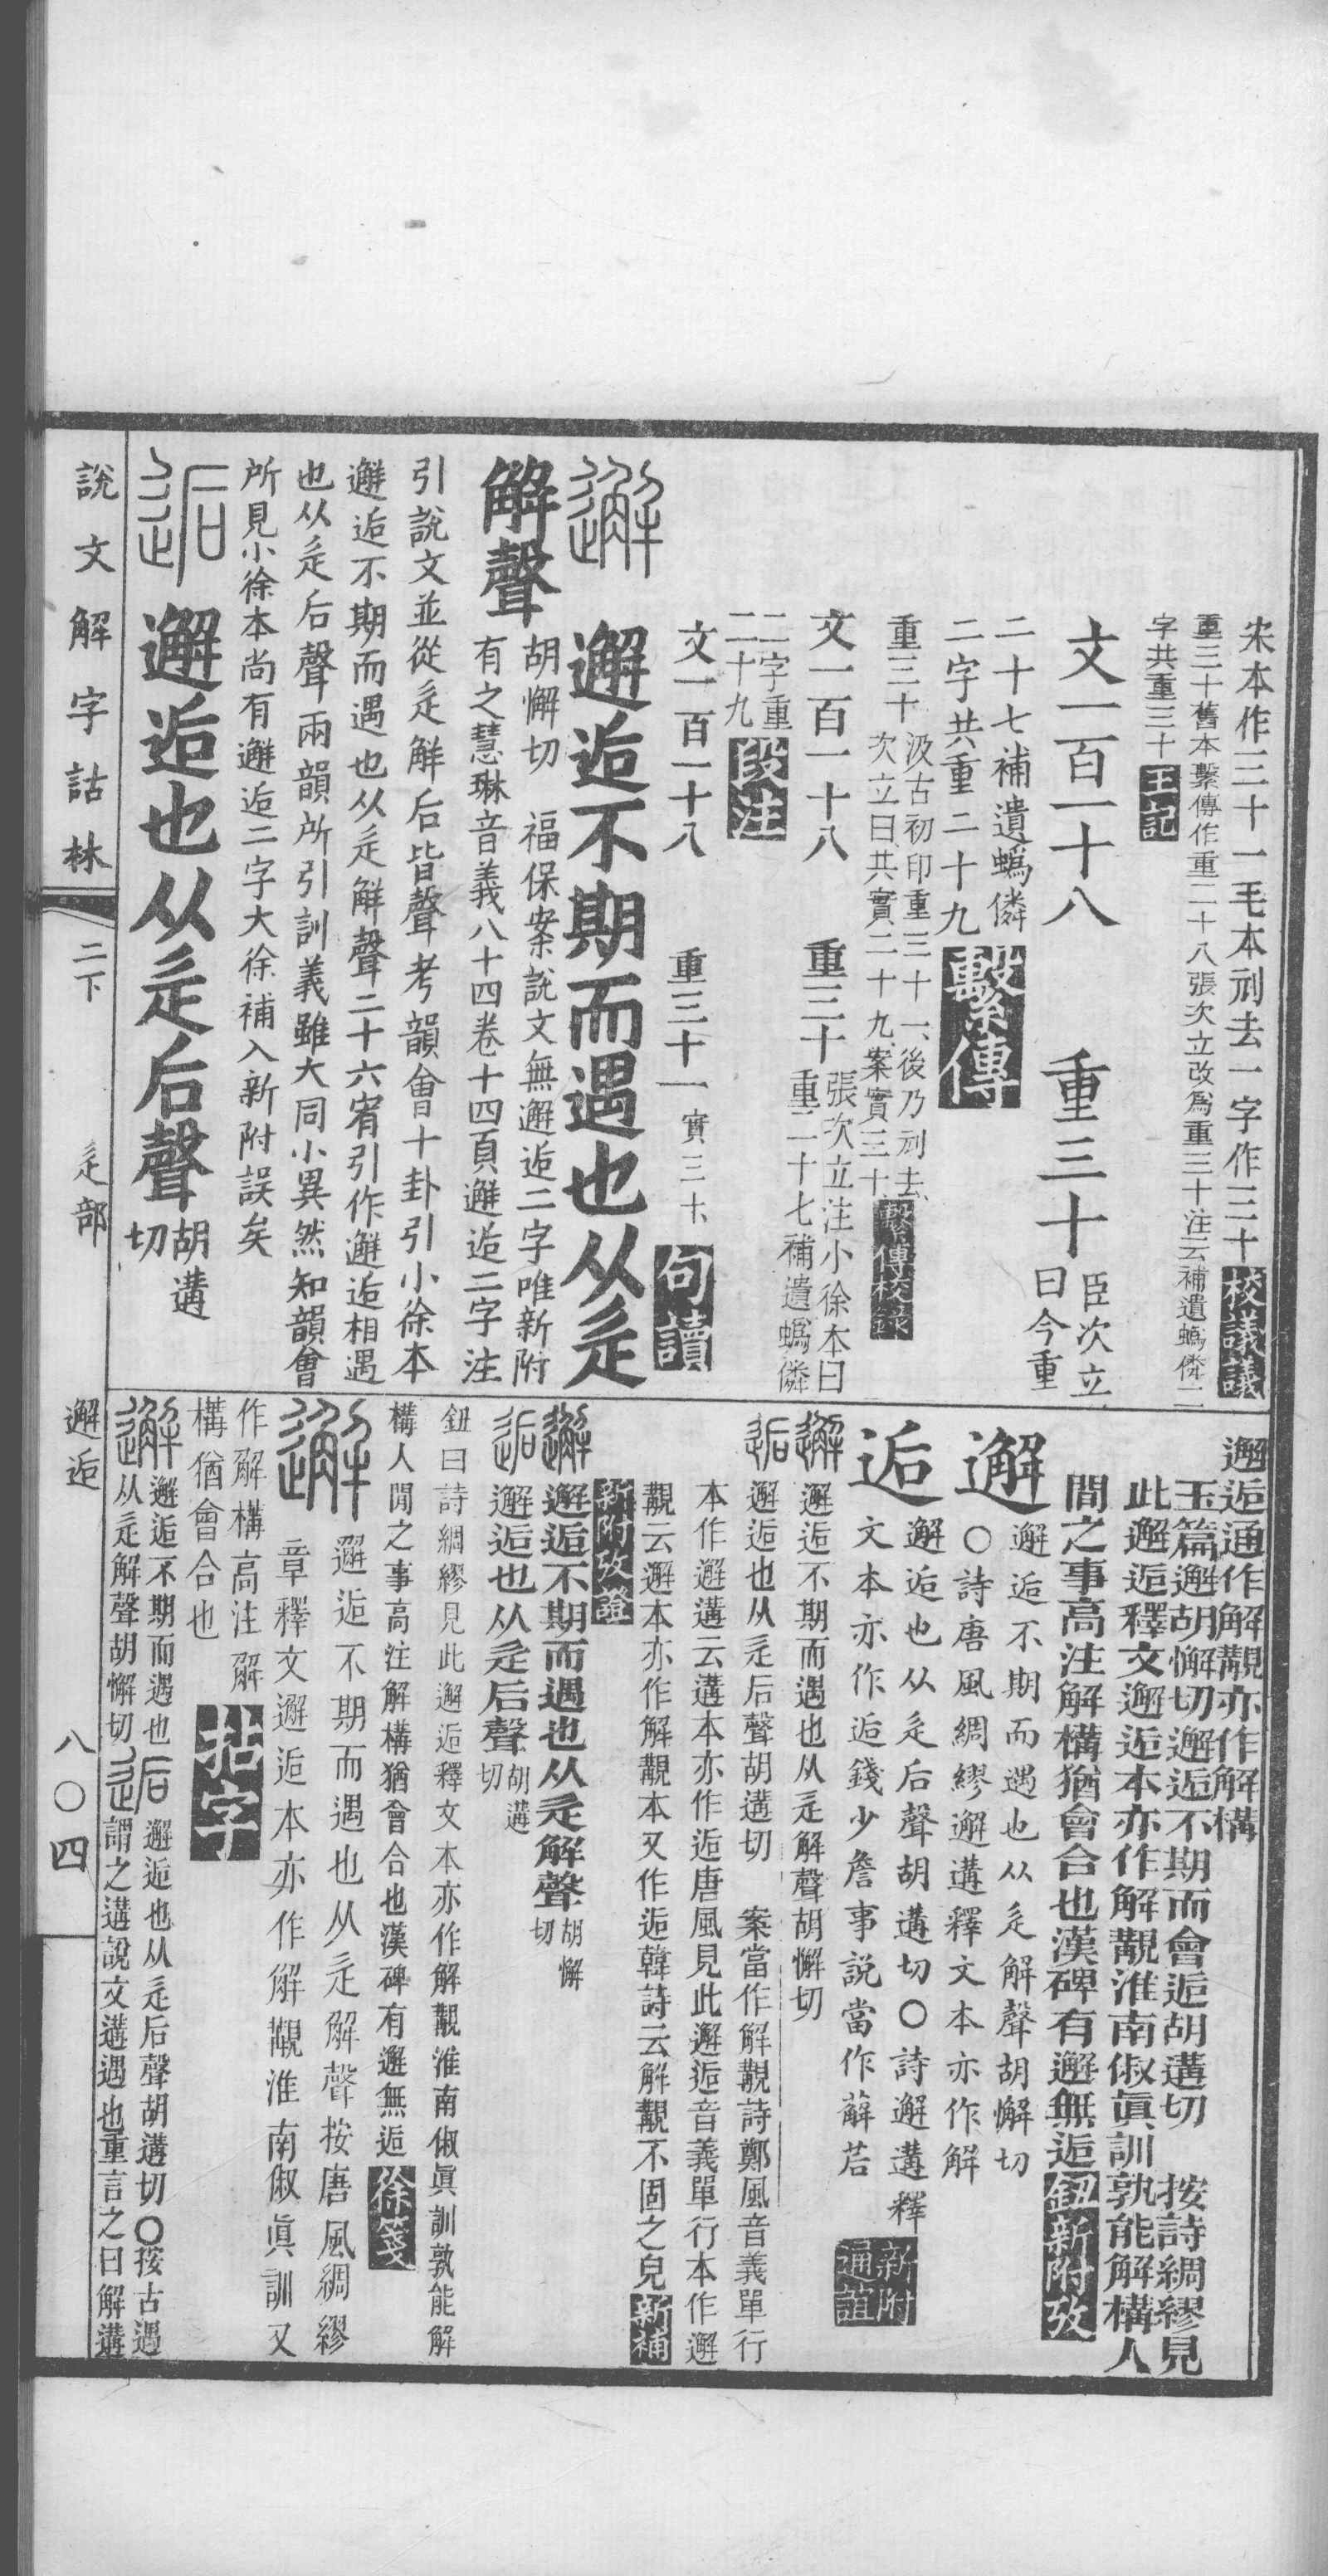 宋本作三十一毛本刓去一字作三十校議議
重三十舊本繫傳作重二十八張次立改爲重三十注云補遺䳸僯二
字共重三十王記
文一百一十八 重三十臣次立
曰今重
二十七補遺䳸僯
二字共重二十九繫傳
重三十汲古初印重三十一後乃刓去
次立曰共實二十九案實三十繫傳校錄
文一百一十八 重三十張次立注小徐本曰
重二十七補遺䳸僯
二字重
二十九段注
文一百一十八 重三十一實三十句讀
邂 邂逅不期而遇也从辵
解聲胡懈切 福保案說文無邂逅二字唯新附
有之慧琳音義八十四卷十四頁邂逅二字注
引說文並從辵解后皆聲考韻會十卦引小徐本
邂逅不期而遇也从辵解聲二十六宥引作邂逅相遇
也从辵后聲兩韻所引訓義雖大同小異然知韻會
所見小徐本尚有邂逅二字大徐補入新附誤矣
逅 邂逅也从辵后聲胡遘
切
邂逅通作解覯亦作解構
玉篇邂胡懈切邂逅不期而會逅胡遘切 按詩綢繆見
此邂逅釋文邂逅本亦作解覯淮南俶眞訓孰能解構人
間之事高注解構猶會合也漢碑有邂無逅鈕新附攷
邂邂逅不期而遇也从辵解聲胡懈切
〇詩唐風綢繆邂遘釋文本亦作解
逅邂逅也从辵后聲胡遘切〇詩邂遘釋
文本亦作逅錢少詹事說當作薢茩新附
通誼
邂邂逅不期而遇也从辵解聲胡懈切
逅邂逅也从辵后聲胡遘切 案當作解覯詩鄭風音義單行
本作邂遘云遘本亦作逅唐風見此邂逅音義單行本作邂
覯云邂本亦作解覯本又作逅韓詩云解覯不固之皃新補
新附攷證
邂邂逅不期而遇也从辵解聲胡懈
切
逅邂逅也从辵后聲胡遘
切
鈕曰詩綢繆見此邂逅釋文本亦作解覯淮南俶眞訓孰能解
構人閒之事高注解構猶會合也漢碑有邂無逅徐箋
邂 邂逅不期而遇也从辵解聲按唐風綢繆
章釋文邂逅本亦作解覯淮南俶眞訓又
作解構高注解
構猶會合也拈字
邂邂逅不期而遇也
从辵解聲胡懈切逅邂逅也从辵后聲胡遘切〇按古遇
謂之遘說文遘遇也重言之曰解遘
說文解字詁林 二下 辵部 邂逅 八〇四